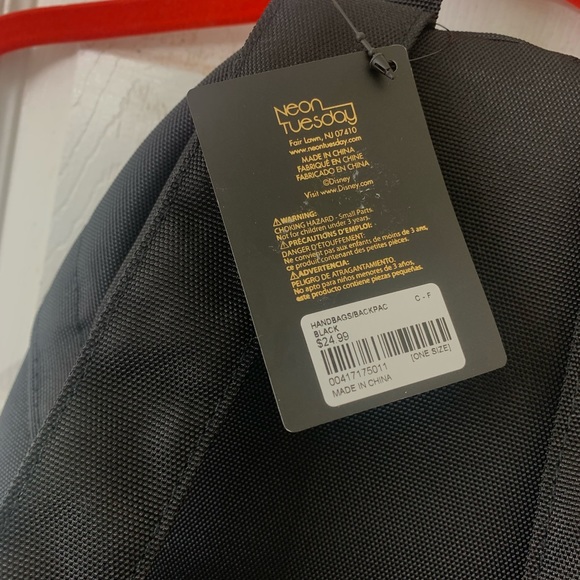 Neon
Tuesday
Fair Lawn, NJ 07410
www.neontuesday.com
MADE IN CHINA
FABRIQUÉ EN CHINE
FABRICADO EN CHINA
©Disney
Visit www.Disney.com
⚠WARNING:
CHOKING HAZARD - Small Parts.
Not for children under 3 years.
⚠PRÉCAUTIONS D'EMPLOI:
DANGER D'ÉTOUFFEMENT:
Ne convient pas aux enfants de moins de 3 ans,
ce produit contenant des petites pièces.
⚠ADVERTENCIA:
PELIGRO DE ATRAGANTAMIENTO.
No apto para niños menores de 3 años,
este producto contiene piezas pequeñas.
HANDBAGS/BACKPAC C - F
BLACK
$24.99
00417175011 [ONE SIZE]
MADE IN CHINA